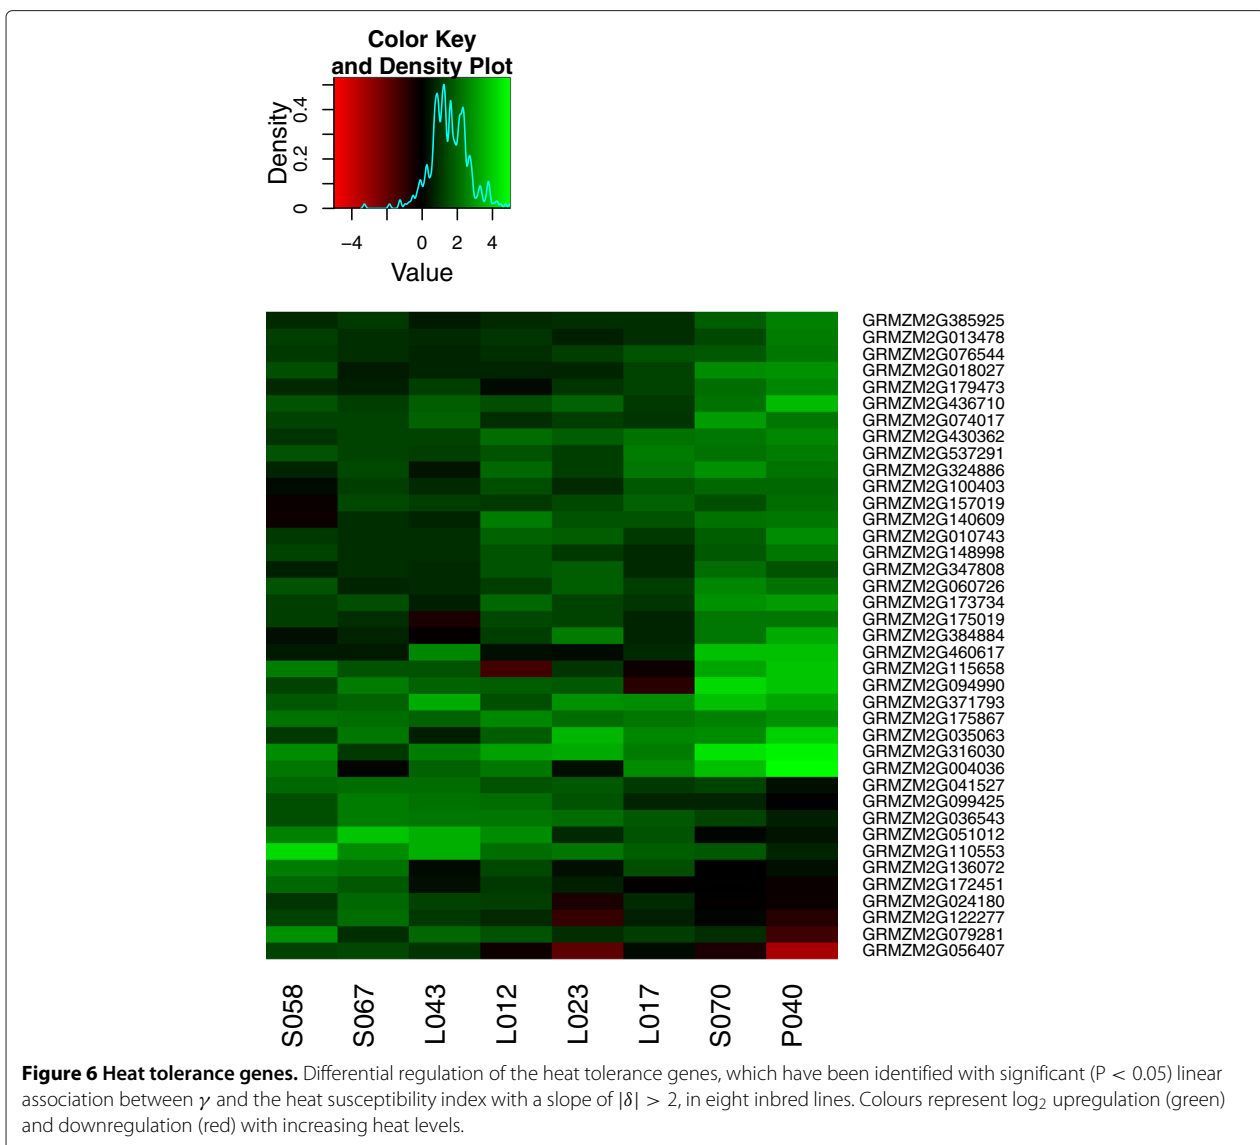 Color Key
and Density Plot
Density
0 0.2 0.4
−4 0 2 4
Value
GRMZM2G385925
GRMZM2G013478
GRMZM2G076544
GRMZM2G018027
GRMZM2G179473
GRMZM2G436710
GRMZM2G074017
GRMZM2G430362
GRMZM2G537291
GRMZM2G324886
GRMZM2G100403
GRMZM2G157019
GRMZM2G140609
GRMZM2G010743
GRMZM2G148998
GRMZM2G347808
GRMZM2G060726
GRMZM2G173734
GRMZM2G175019
GRMZM2G384884
GRMZM2G460617
GRMZM2G115658
GRMZM2G094990
GRMZM2G371793
GRMZM2G175867
GRMZM2G035063
GRMZM2G316030
GRMZM2G004036
GRMZM2G041527
GRMZM2G099425
GRMZM2G036543
GRMZM2G051012
GRMZM2G110553
GRMZM2G136072
GRMZM2G172451
GRMZM2G024180
GRMZM2G122277
GRMZM2G079281
GRMZM2G056407
S058 S067 L043 L012 L023 L017 S070 P040
Figure 6 Heat tolerance genes. Differential regulation of the heat tolerance genes, which have been identified with significant (P < 0.05) linear
association between γ and the heat susceptibility index with a slope of |δ| > 2, in eight inbred lines. Colours represent log₂ upregulation (green)
and downregulation (red) with increasing heat levels.